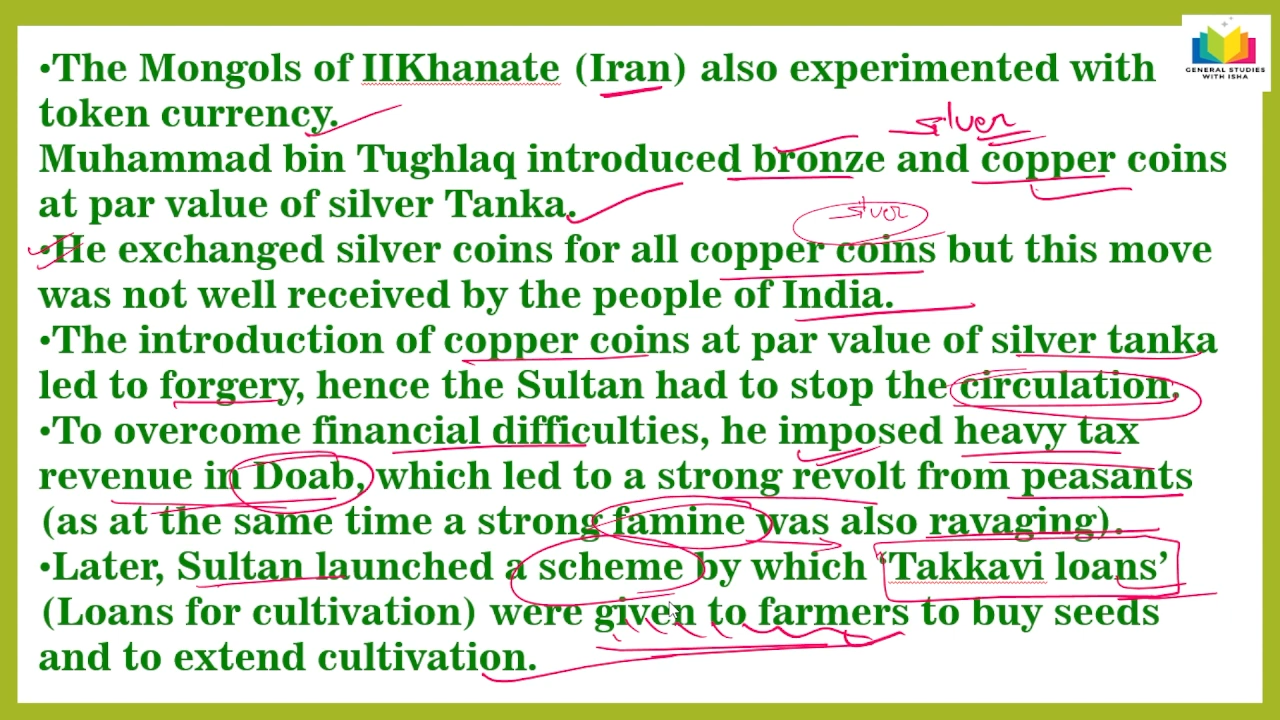 GENERAL STUDIES
WITH ISHA
•The Mongols of IIKhanate (Iran) also experimented with
token currency.
silver
Muhammad bin Tughlaq introduced bronze and copper coins
at par value of silver Tanka.
silver
•He exchanged silver coins for all copper coins but this move
was not well received by the people of India.
•The introduction of copper coins at par value of silver tanka
led to forgery, hence the Sultan had to stop the circulation.
•To overcome financial difficulties, he imposed heavy tax
revenue in Doab, which led to a strong revolt from peasants
(as at the same time a strong famine was also ravaging).
•Later, Sultan launched a scheme by which ‘Takkavi loans’
(Loans for cultivation) were given to farmers to buy seeds
and to extend cultivation.